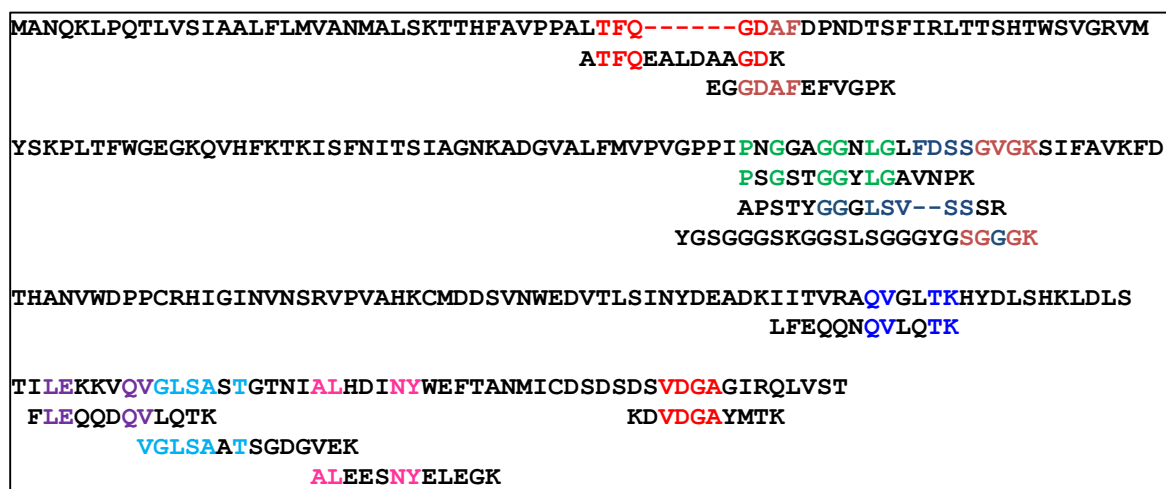 MANQKLPQTLVSIAALFLMVANMALSKTTHFAVPPALTFQ------GDAFDPNDTSFIRLTTSHTWSVGRVM
ATFQEALDAAGDK
EGGDAFEFVGPK
YSKPLTFWGEGKQVHFKTKISFNITSIAGNKADGVALFMVPVGPPIPNGGAGGNLGLFDSSGVGKSIFAVKFD
PSGSTGGYLGAVNPK
APSTYGGGLSV--SSSR
YGSGGGSKGGSLSGGGYGSGGGK
THANVWDPPCRHIGINVNSRVPVAHKCMDDSVNWEDVTLSINYDEADKIITVRAQVGLTKHYDLSHKLDLS
LFEQQNQVLQTK
TILEKKVQVGLSASTGTNIALHDINYWEFTANMICDSDSDSVDGAGIRQLVST
FLEQQDQVLQTK KDVDGAYMTK
VGLSAATSGDGVEK
ALEESNYELEGK